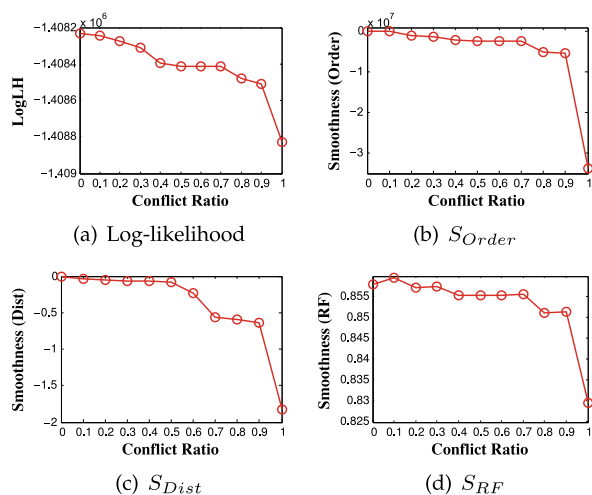 -1.4082 x 10^6
-1.4084
-1.4086
-1.4088
-1.409
LogLH
0 0.1 0.2 0.3 0.4 0.5 0.6 0.7 0.8 0.9 1
Conflict Ratio
(a) Log-likelihood
0 x 10^7
-1
-2
-3
Smoothness (Order)
0 0.1 0.2 0.3 0.4 0.5 0.6 0.7 0.8 0.9 1
Conflict Ratio
(b) S_Order
0
-0.5
-1
-1.5
-2
Smoothness (Dist)
0 0.1 0.2 0.3 0.4 0.5 0.6 0.7 0.8 0.9 1
Conflict Ratio
(c) S_Dist
0.855
0.85
0.845
0.84
0.835
0.83
0.825
Smoothness (RF)
0 0.1 0.2 0.3 0.4 0.5 0.6 0.7 0.8 0.9 1
Conflict Ratio
(d) S_RF